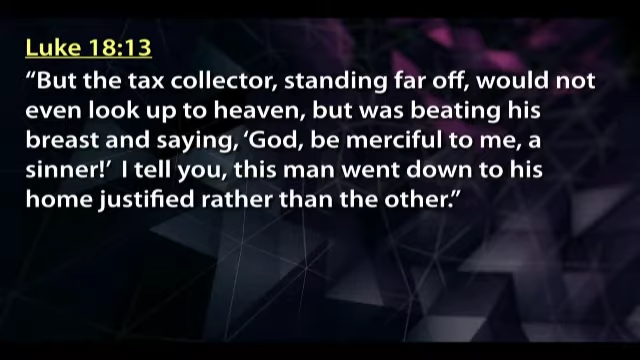 Luke 18:13
“But the tax collector, standing far off, would not
even look up to heaven, but was beating his
breast and saying, ‘God, be merciful to me, a
sinner!’ I tell you, this man went down to his
home justified rather than the other.”